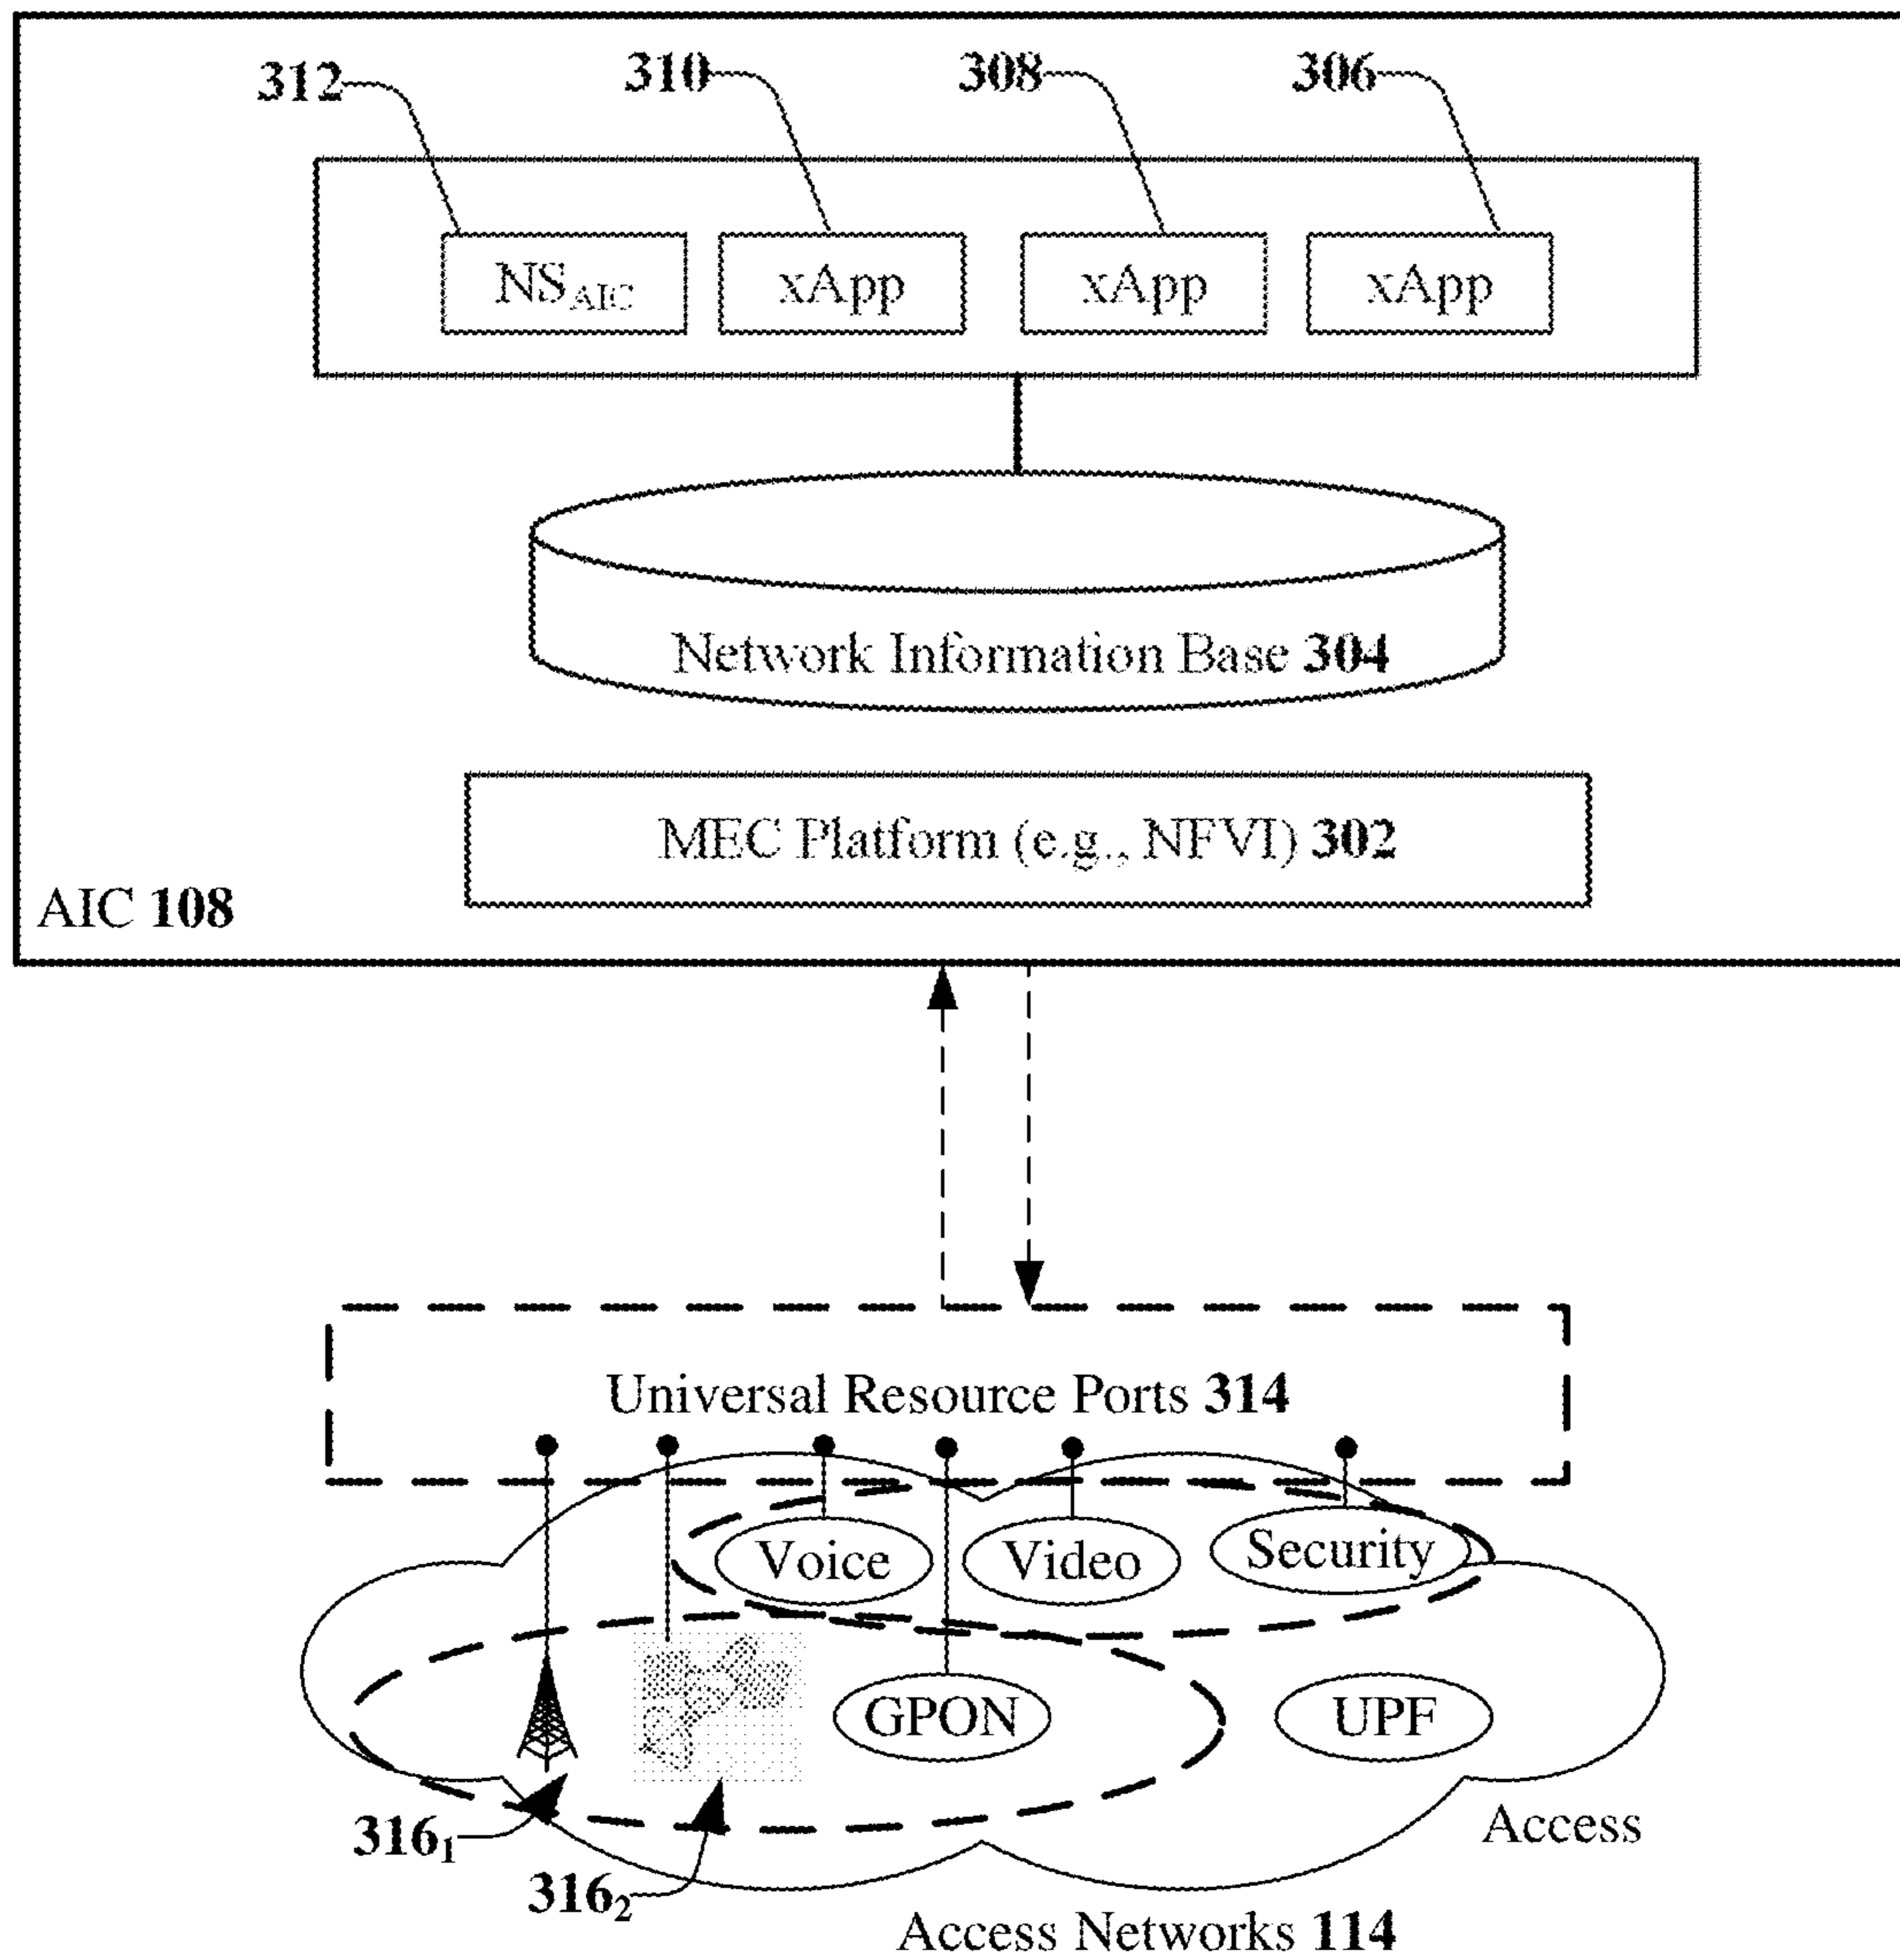 312 310 308 306
NS_AIC xApp xApp xApp
Network Information Base 304
MEC Platform (e.g., NFVI) 302
AIC 108
Universal Resource Ports 314
Voice Video Security
GPON UPF
316₁
Access
316₂
Access Networks 114